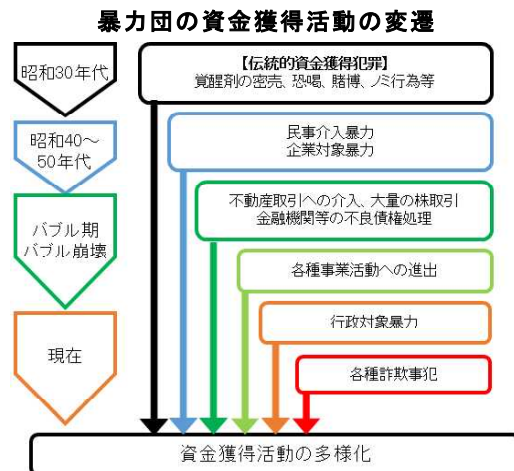 暴力団の資金獲得活動の変遷
昭和30年代
【伝統的資金獲得犯罪】
覚醒剤の密売、恐喝、賭博、ノミ行為等
昭和40～
50年代
民事介入暴力
企業対象暴力
バブル期
バブル崩壊
不動産取引への介入、大量の株取引
金融機関等の不良債権処理
各種事業活動への進出
現在
行政対象暴力
各種詐欺事犯
資金獲得活動の多様化